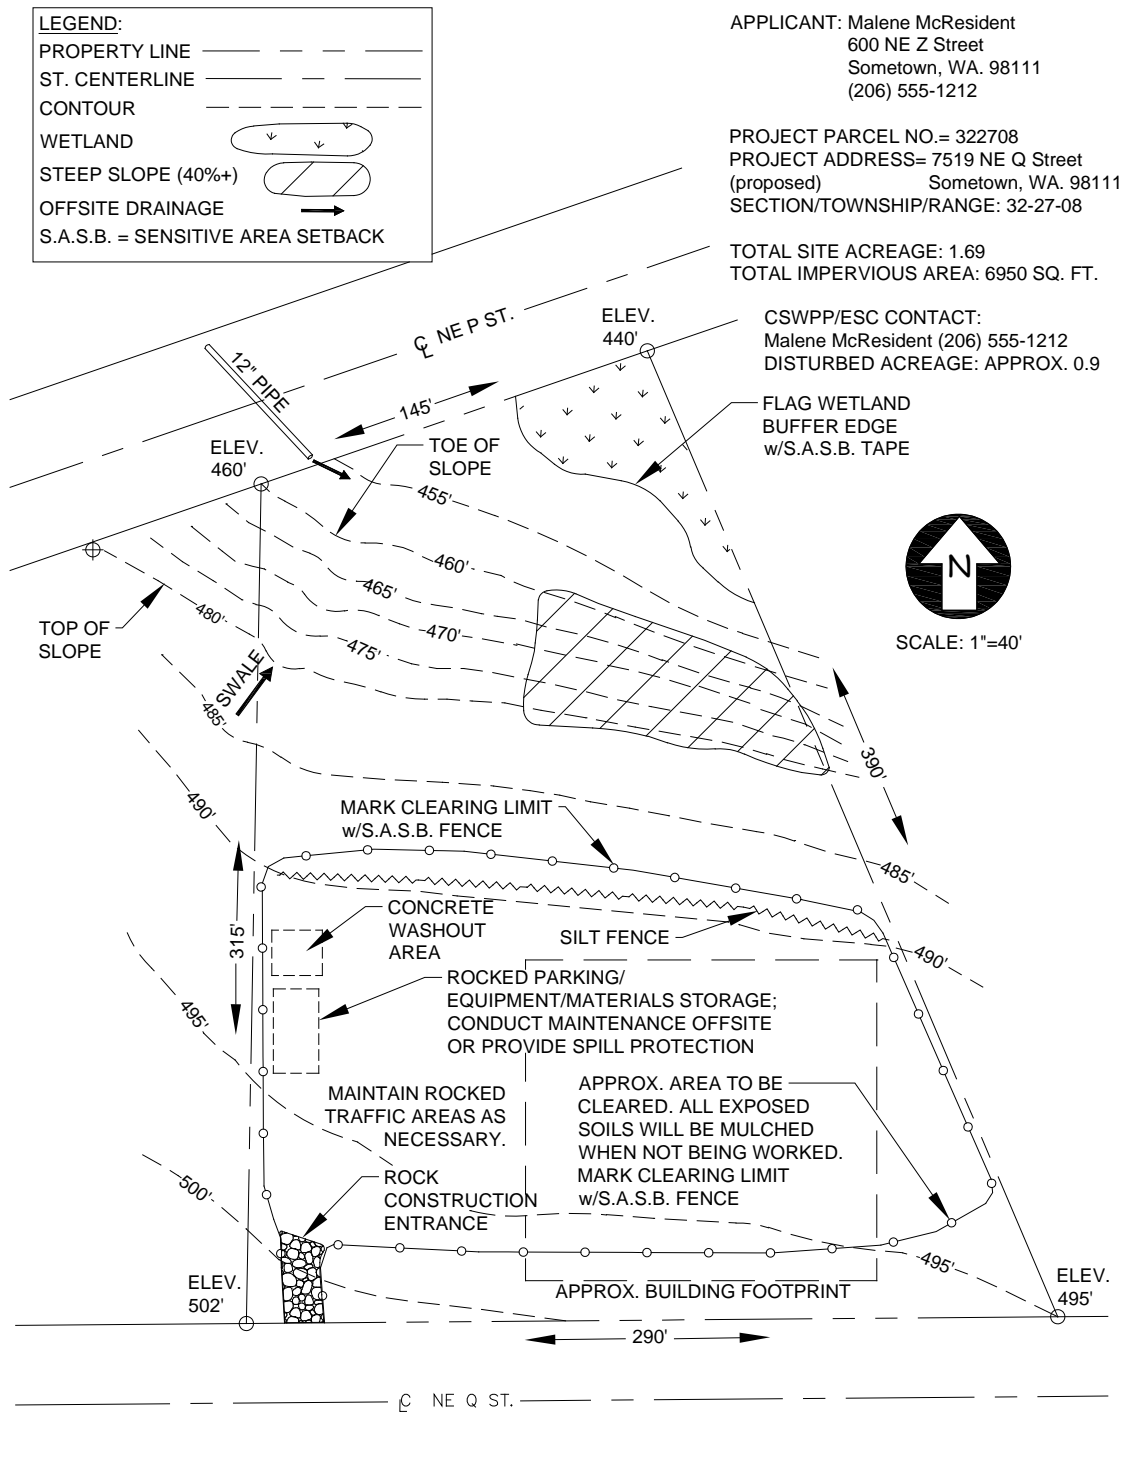 LEGEND:
PROPERTY LINE
ST. CENTERLINE
CONTOUR
WETLAND
STEEP SLOPE (40%+)
OFFSITE DRAINAGE
S.A.S.B. = SENSITIVE AREA SETBACK
APPLICANT: Malene McResident
600 NE Z Street
Sometown, WA. 98111
(206) 555-1212
PROJECT PARCEL NO.= 322708
PROJECT ADDRESS= 7519 NE Q Street
(proposed) Sometown, WA. 98111
SECTION/TOWNSHIP/RANGE: 32-27-08
TOTAL SITE ACREAGE: 1.69
TOTAL IMPERVIOUS AREA: 6950 SQ. FT.
CSWPP/ESC CONTACT:
Malene McResident (206) 555-1212
DISTURBED ACREAGE: APPROX. 0.9
ELEV.
440'
℄ NE P ST.
12" PIPE
145'
FLAG WETLAND
BUFFER EDGE
w/S.A.S.B. TAPE
TOE OF
SLOPE
ELEV.
460'
455'
460'
465'
470'
475'
480'
TOP OF
SLOPE
SWALE
485'
N
SCALE: 1"=40'
390'
490'
MARK CLEARING LIMIT
w/S.A.S.B. FENCE
485'
315'
CONCRETE
WASHOUT
AREA
SILT FENCE
490'
ROCKED PARKING/
EQUIPMENT/MATERIALS STORAGE;
CONDUCT MAINTENANCE OFFSITE
OR PROVIDE SPILL PROTECTION
495'
MAINTAIN ROCKED
TRAFFIC AREAS AS
NECESSARY.
APPROX. AREA TO BE
CLEARED. ALL EXPOSED
SOILS WILL BE MULCHED
WHEN NOT BEING WORKED.
MARK CLEARING LIMIT
w/S.A.S.B. FENCE
500'
ROCK
CONSTRUCTION
ENTRANCE
495'
ELEV.
502'
APPROX. BUILDING FOOTPRINT
ELEV.
495'
290'
℄ NE Q ST.